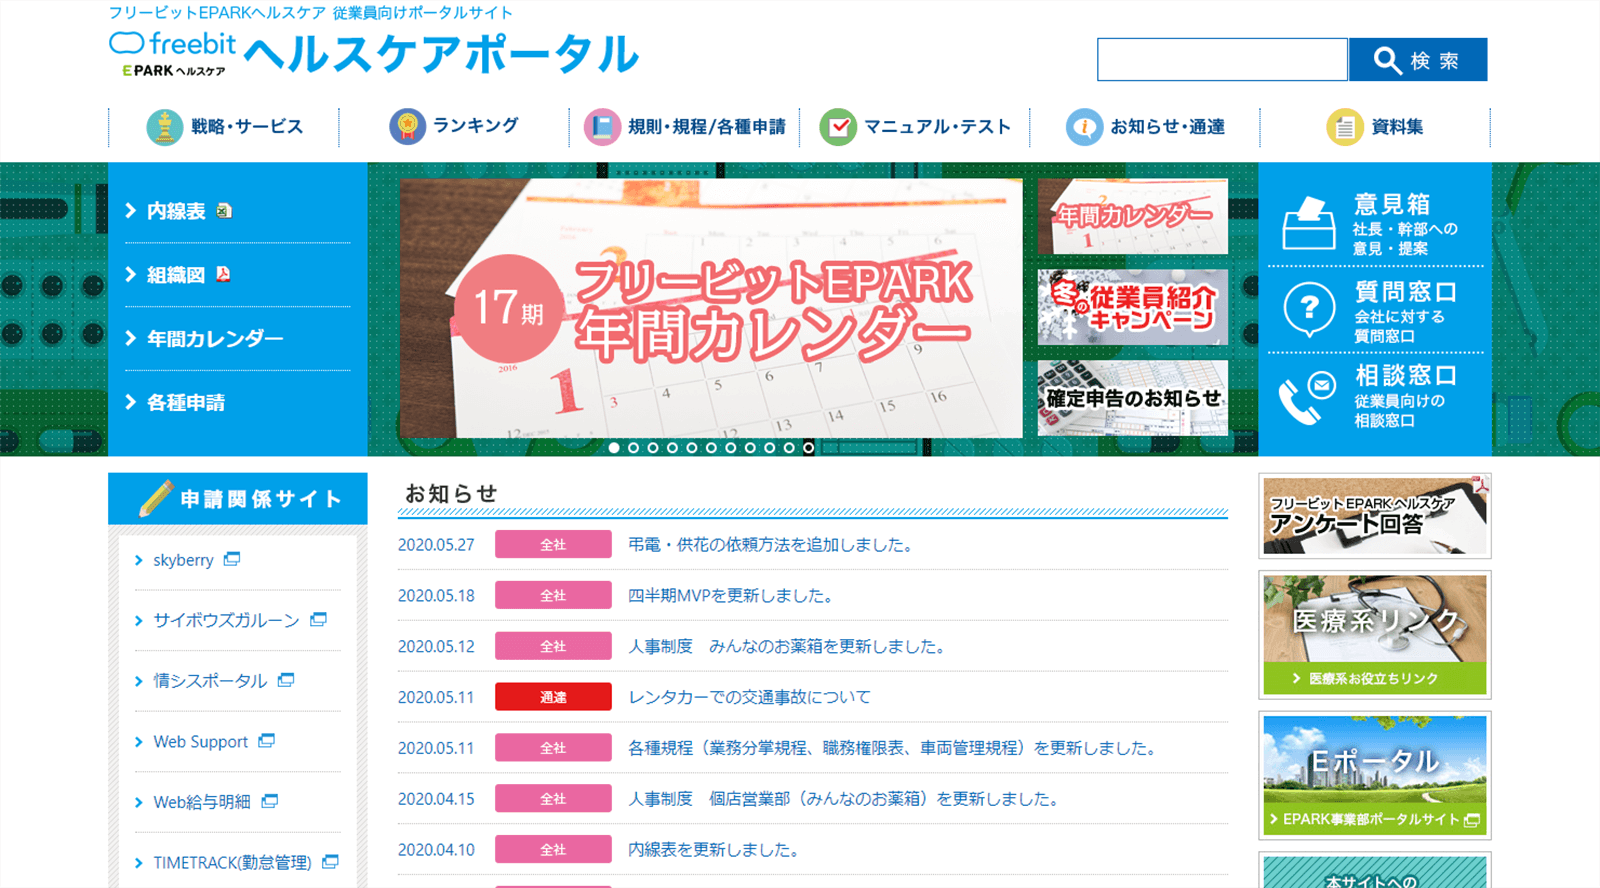 フリービットEPARKヘルスケア 従業員向けポータルサイト
freebit
EPARK ヘルスケア
ヘルスケアポータル
検索
戦略・サービス
ランキング
規則・規程/各種申請
マニュアル・テスト
お知らせ・通達
資料集
内線表
組織図
年間カレンダー
各種申請
17期
フリービットEPARK
年間カレンダー
年間カレンダー
冬の従業員紹介
キャンペーン
確定申告のお知らせ
意見箱
社長・幹部への
意見・提案
質問窓口
会社に対する
質問窓口
相談窓口
従業員向けの
相談窓口
申請関係サイト
skyberry
サイボウズガルーン
情シスポータル
Web Support
Web給与明細
TIMETRACK(勤怠管理)
お知らせ
2020.05.27 全社 弔電・供花の依頼方法を追加しました。
2020.05.18 全社 四半期MVPを更新しました。
2020.05.12 全社 人事制度　みんなのお薬箱を更新しました。
2020.05.11 通達 レンタカーでの交通事故について
2020.05.11 全社 各種規程（業務分掌規程、職務権限表、車両管理規程）を更新しました。
2020.04.15 全社 人事制度　個店営業部（みんなのお薬箱）を更新しました。
2020.04.10 全社 内線表を更新しました。
フリービットEPARKヘルスケア
アンケート回答
医療系リンク
医療系お役立ちリンク
Eポータル
EPARK事業部ポータルサイト
本サイトへの